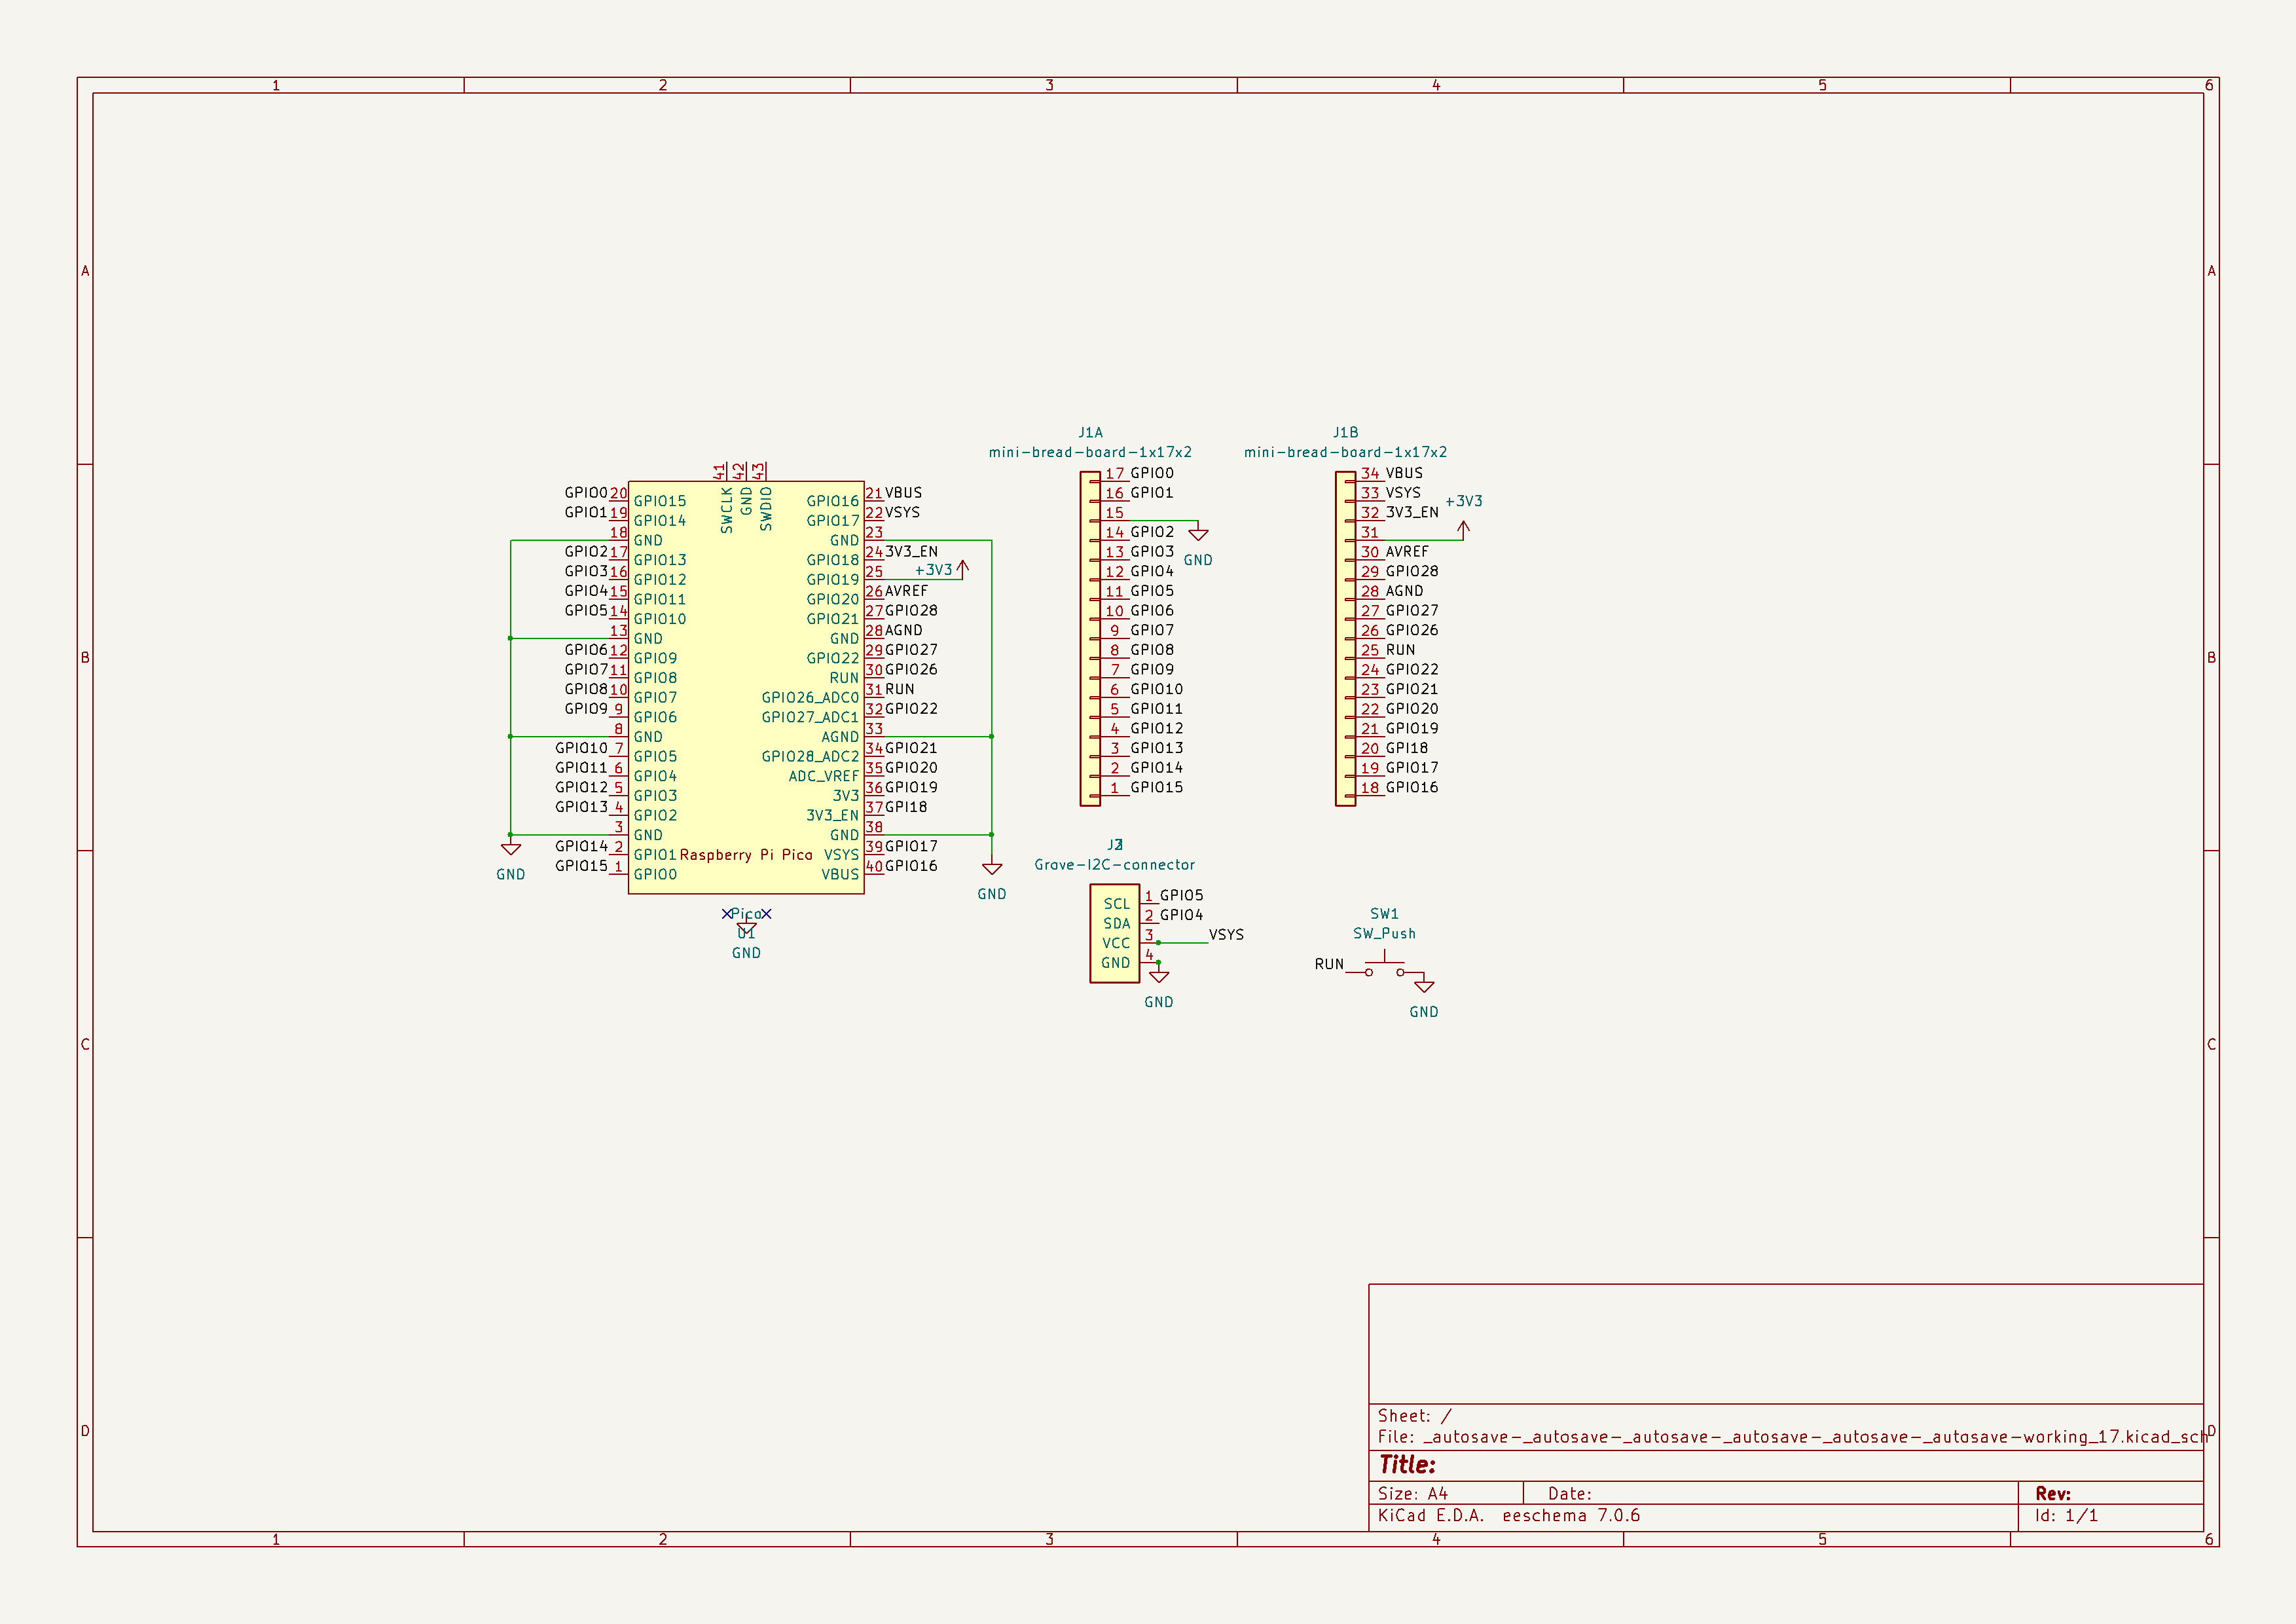 1 2 3 4 5 6
A A
B B
C C
D D
J1A
mini-bread-board-1x17x2
J1B
mini-bread-board-1x17x2
41 SWCLK
42 GND
43 SWDIO
GPIO0 20 GPIO15
GPIO1 19 GPIO14
18 GND
GPIO2 17 GPIO13
GPIO3 16 GPIO12
GPIO4 15 GPIO11
GPIO5 14 GPIO10
13 GND
GPIO6 12 GPIO9
GPIO7 11 GPIO8
GPIO8 10 GPIO7
GPIO9 9 GPIO6
8 GND
GPIO10 7 GPIO5
GPIO11 6 GPIO4
GPIO12 5 GPIO3
GPIO13 4 GPIO2
3 GND
GPIO14 2 GPIO1
GPIO15 1 GPIO0
GND
GPIO16 21 VBUS
GPIO17 22 VSYS
GND 23
GPIO18 24 3V3_EN
GPIO19 25 +3V3
GPIO20 26 AVREF
GPIO21 27 GPIO28
GND 28 AGND
GPIO22 29 GPIO27
RUN 30 GPIO26
GPIO26_ADC0 31 RUN
GPIO27_ADC1 32 GPIO22
AGND 33
GPIO28_ADC2 34 GPIO21
ADC_VREF 35 GPIO20
3V3 36 GPIO19
3V3_EN 37 GPI18
GND 38
VSYS 39 GPIO17
VBUS 40 GPIO16
GND
Raspberry Pi Pico
Pico
U1
GND
17 GPIO0
16 GPIO1
15
GND
14 GPIO2
13 GPIO3
12 GPIO4
11 GPIO5
10 GPIO6
9 GPIO7
8 GPIO8
7 GPIO9
6 GPIO10
5 GPIO11
4 GPIO12
3 GPIO13
2 GPIO14
1 GPIO15
34 VBUS
33 VSYS
32 3V3_EN
31 +3V3
30 AVREF
29 GPIO28
28 AGND
27 GPIO27
26 GPIO26
25 RUN
24 GPIO22
23 GPIO21
22 GPIO20
21 GPIO19
20 GPI18
19 GPIO17
18 GPIO16
Grove-I2C-connector
SCL 1 GPIO5
SDA 2 GPIO4
VCC 3 VSYS
GND 4
GND
SW1
SW_Push
RUN
GND
Sheet: /
File: _autosave-_autosave-_autosave-_autosave-_autosave-_autosave-working_17.kicad_sch
Title:
Size: A4 Date: Rev:
KiCad E.D.A. eeschema 7.0.6 Id: 1/1
1 2 3 4 5 6